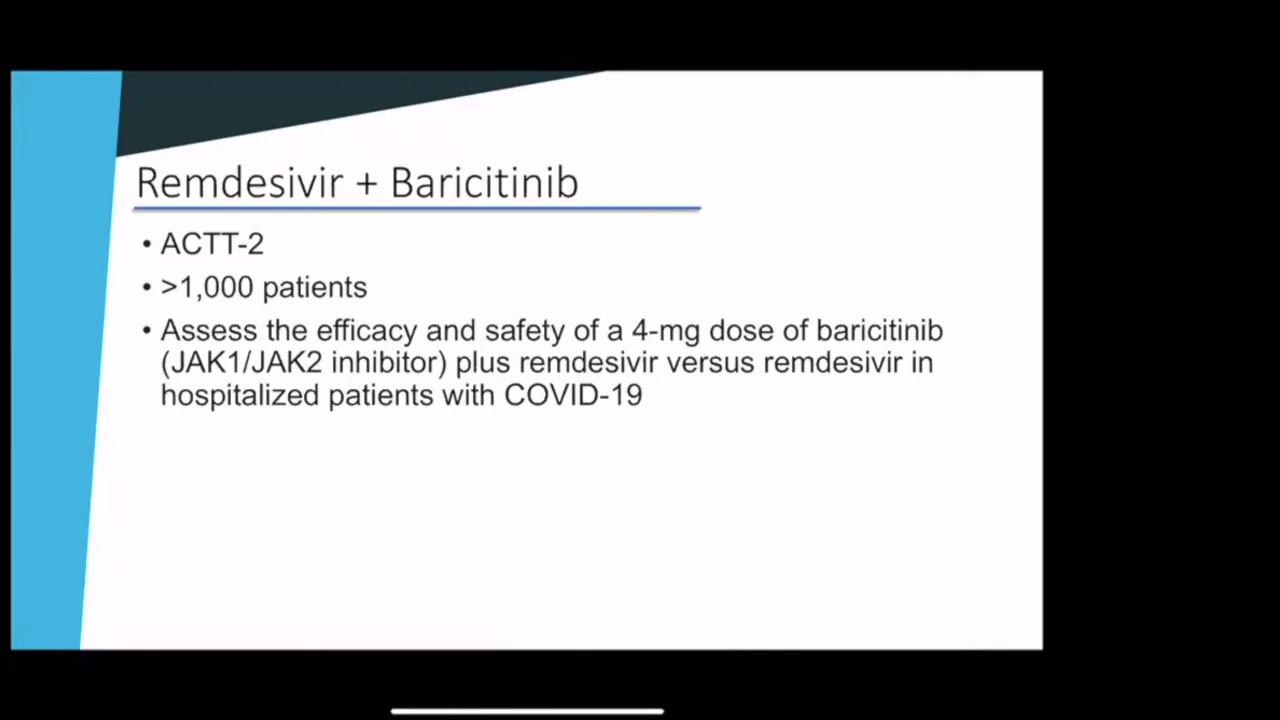 Remdesivir + Baricitinib
• ACTT-2
• >1,000 patients
• Assess the efficacy and safety of a 4-mg dose of baricitinib
(JAK1/JAK2 inhibitor) plus remdesivir versus remdesivir in
hospitalized patients with COVID-19